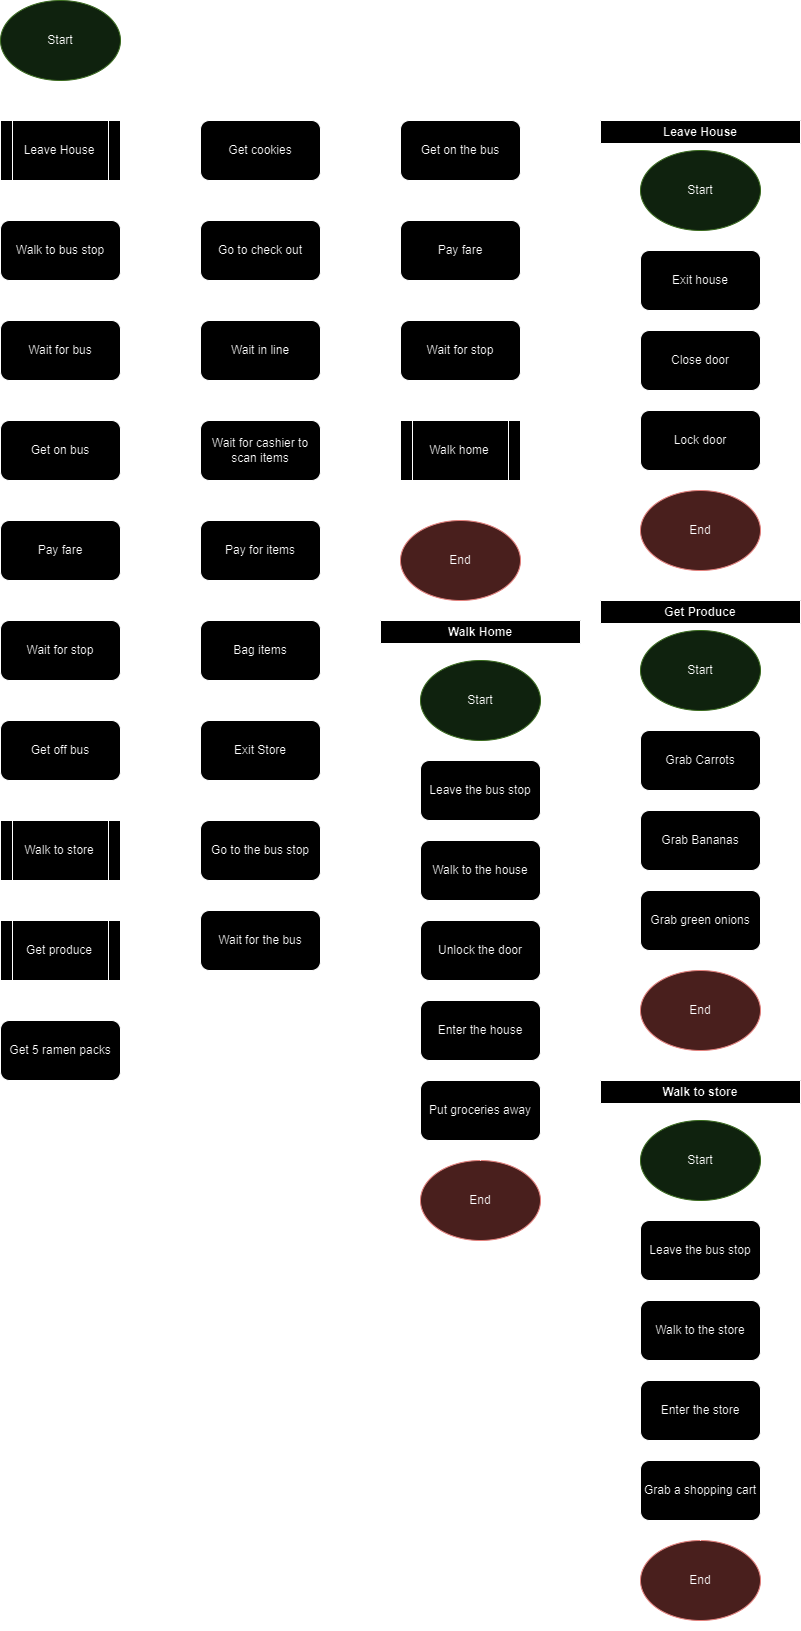 Start
Leave House
Walk to bus stop
Wait for bus
Get on bus
Pay fare
Wait for stop
Get off bus
Walk to store
Get produce
Get 5 ramen packs
Get cookies
Go to check out
Wait in line
Wait for cashier to
scan items
Pay for items
Bag items
Exit Store
Go to the bus stop
Wait for the bus
Get on the bus
Pay fare
Wait for stop
Walk home
End
Walk Home
Start
Leave the bus stop
Walk to the house
Unlock the door
Enter the house
Put groceries away
End
Leave House
Start
Exit house
Close door
Lock door
End
Get Produce
Start
Grab Carrots
Grab Bananas
Grab green onions
End
Walk to store
Start
Leave the bus stop
Walk to the store
Enter the store
Grab a shopping cart
End